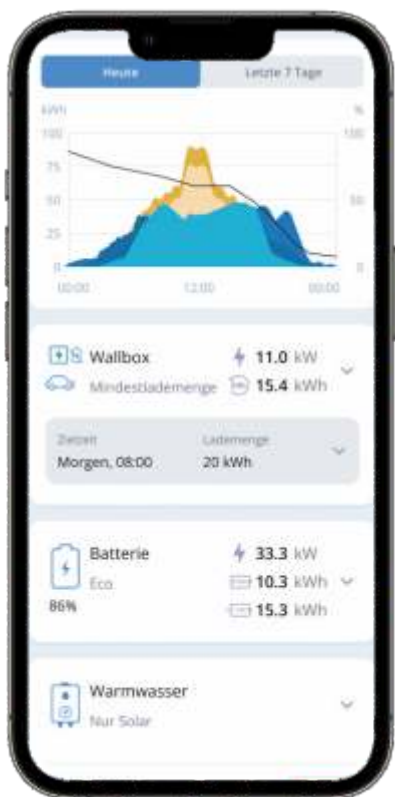 Heute Letzte 7 Tage
kWh %
100 100
75
50 50
25
0 0
00:00 12:00 00:00
Wallbox 11.0 kW
Mindestlademenge 15.4 kWh
Zielzeit Lademenge
Morgen, 08:00 20 kWh
Batterie 33.3 kW
Eco 10.3 kWh
86% 15.3 kWh
Warmwasser
Nur Solar